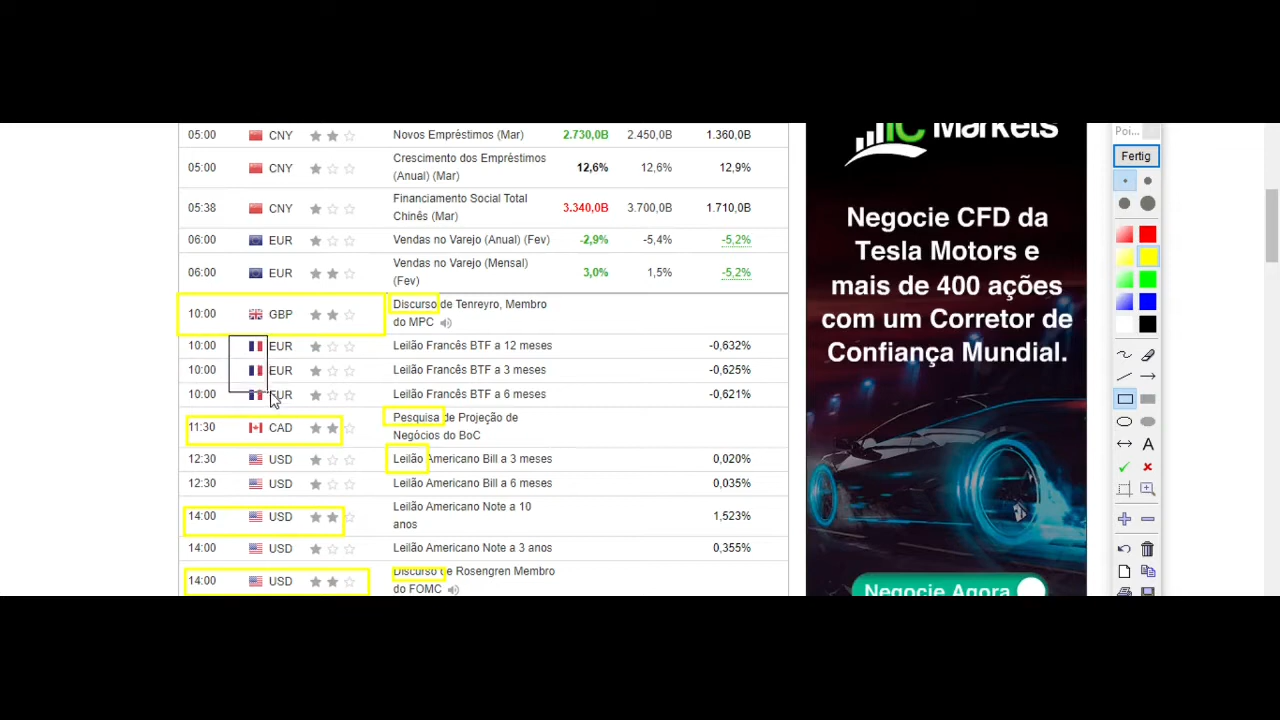 05:00 CNY Novos Empréstimos (Mar) 2.730,0B 2.450,0B 1.360,0B
05:00 CNY Crescimento dos Empréstimos
(Anual) (Mar) 12,6% 12,6% 12,9%
05:38 CNY Financiamento Social Total
Chinês (Mar) 3.340,0B 3.700,0B 1.710,0B
06:00 EUR Vendas no Varejo (Anual) (Fev) -2,9% -5,4% -5,2%
06:00 EUR Vendas no Varejo (Mensal)
(Fev) 3,0% 1,5% -5,2%
10:00 GBP Discurso de Tenreyro, Membro
do MPC
10:00 EUR Leilão Francês BTF a 12 meses -0,632%
10:00 EUR Leilão Francês BTF a 3 meses -0,625%
10:00 EUR Leilão Francês BTF a 6 meses -0,621%
11:30 CAD Pesquisa de Projeção de
Negócios do BoC
12:30 USD Leilão Americano Bill a 3 meses 0,020%
12:30 USD Leilão Americano Bill a 6 meses 0,035%
14:00 USD Leilão Americano Note a 10
anos 1,523%
14:00 USD Leilão Americano Note a 3 anos 0,355%
14:00 USD Discurso de Rosengren Membro
do FOMC
IC Markets
Negocie CFD da
Tesla Motors e
mais de 400 ações
com um Corretor de
Confiança Mundial.
Negocie Agora
Poi...
Fertig
A